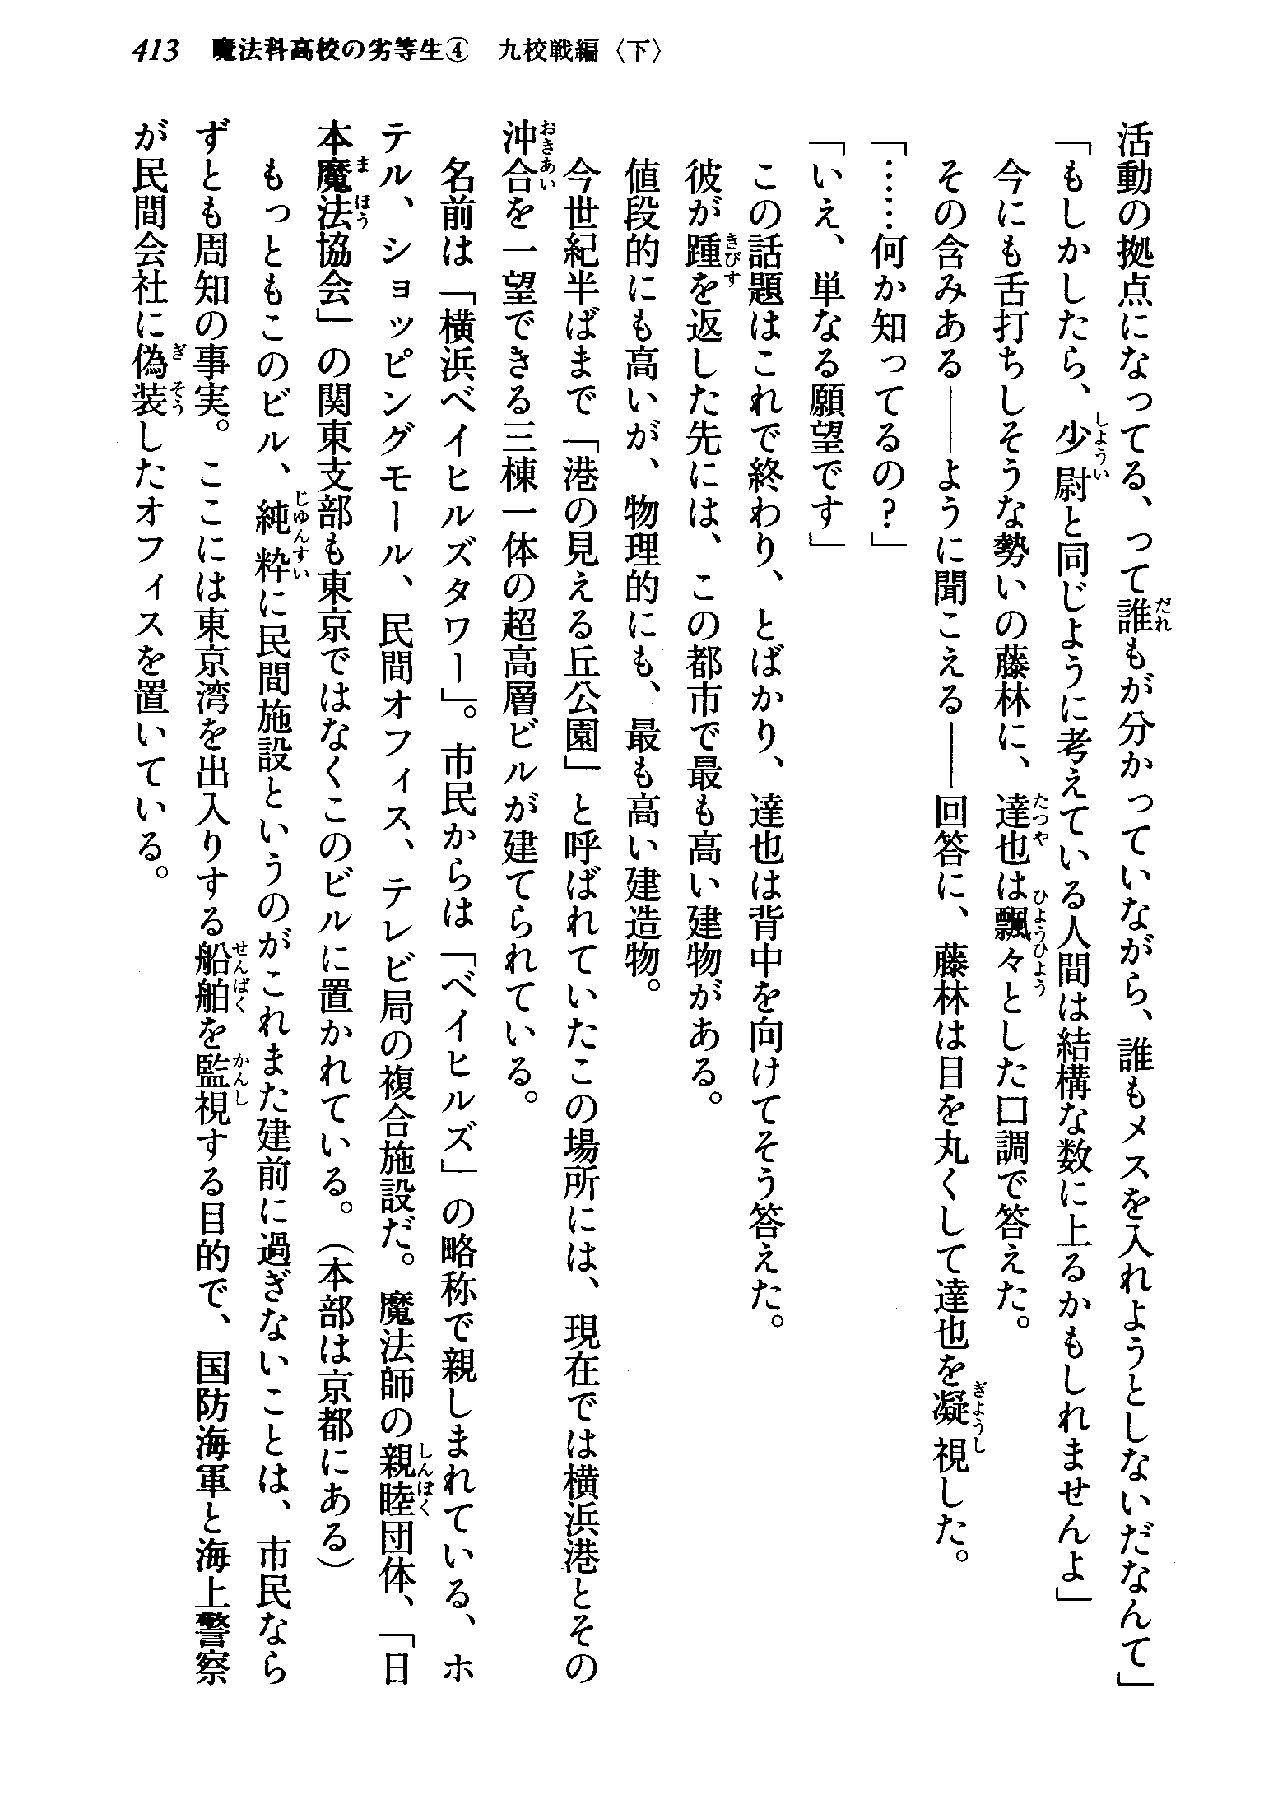 413 魔法科高校の劣等生④ 九校戦編〈下〉
活動の拠点になってる、って誰もが分かっていながら、誰もメスを入れようとしないだなんて」
「もしかしたら、少尉と同じように考えている人間は結構な数に上るかもしれませんよ」
今にも舌打ちしそうな勢いの藤林に、達也は飄々とした口調で答えた。
その含みある――ように聞こえる――回答に、藤林は目を丸くして達也を凝視した。
「……何か知ってるの?」
「いえ、単なる願望です」
この話題はこれで終わり、とばかり、達也は背中を向けてそう答えた。
彼が踵を返した先には、この都市で最も高い建物がある。
値段的にも高いが、物理的にも、最も高い建造物。
今世紀半ばまで「港の見える丘公園」と呼ばれていたこの場所には、現在では横浜港とその
沖合を一望できる三棟一体の超高層ビルが建てられている。
名前は「横浜ベイヒルズタワー」。市民からは「ベイヒルズ」の略称で親しまれている、ホ
テル、ショッピングモール、民間オフィス、テレビ局の複合施設だ。魔法師の親睦団体、「日
本魔法協会」の関東支部も東京ではなくこのビルに置かれている。(本部は京都にある)
もっともこのビル、純粋に民間施設というのがこれまた建前に過ぎないことは、市民なら
ずとも周知の事実。ここには東京湾を出入りする船舶を監視する目的で、国防海軍と海上警察
が民間会社に偽装したオフィスを置いている。